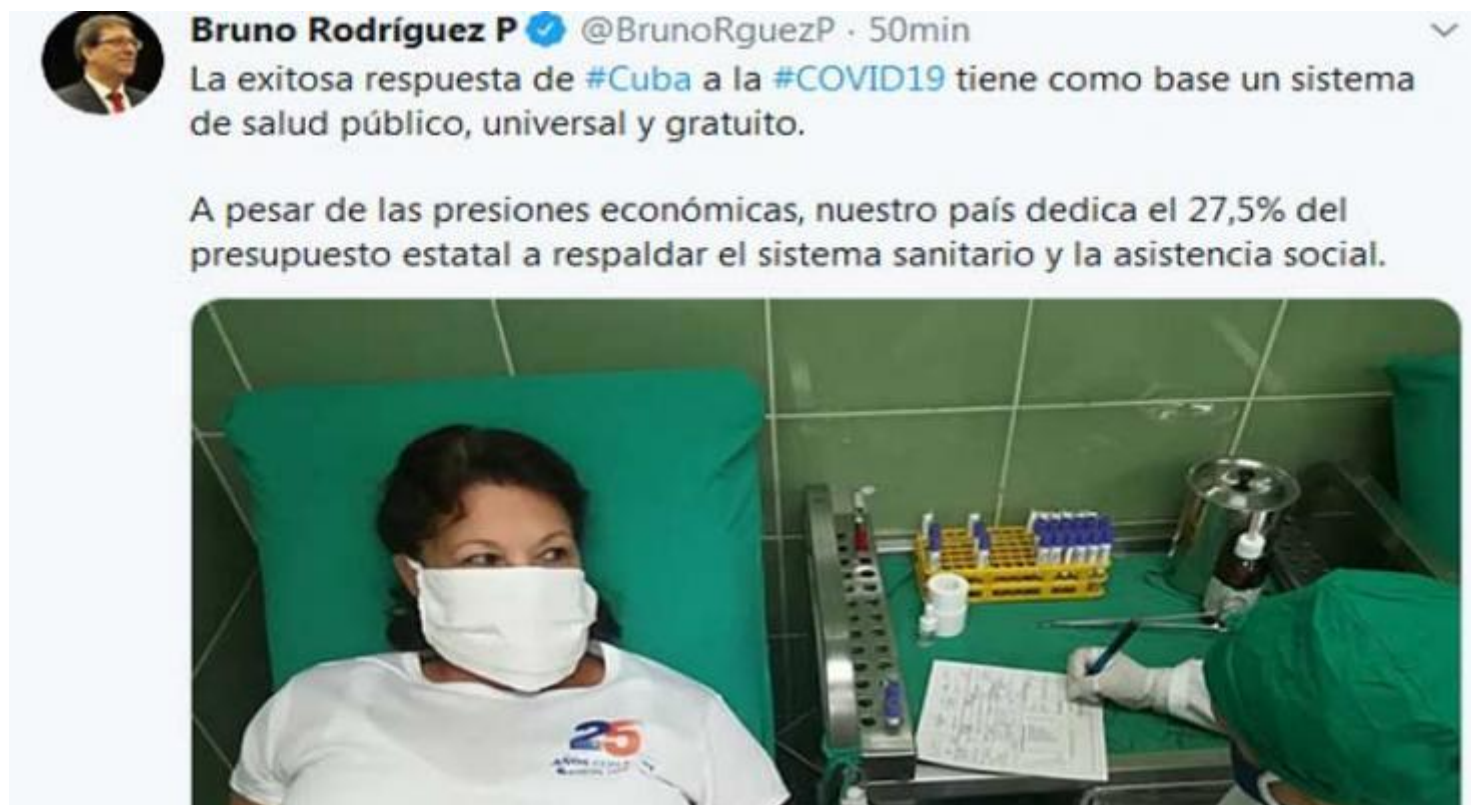 Bruno Rodríguez P @BrunoRguezP · 50min
La exitosa respuesta de #Cuba a la #COVID19 tiene como base un sistema
de salud público, universal y gratuito.
A pesar de las presiones económicas, nuestro país dedica el 27,5% del
presupuesto estatal a respaldar el sistema sanitario y la asistencia social.
25
AÑOS